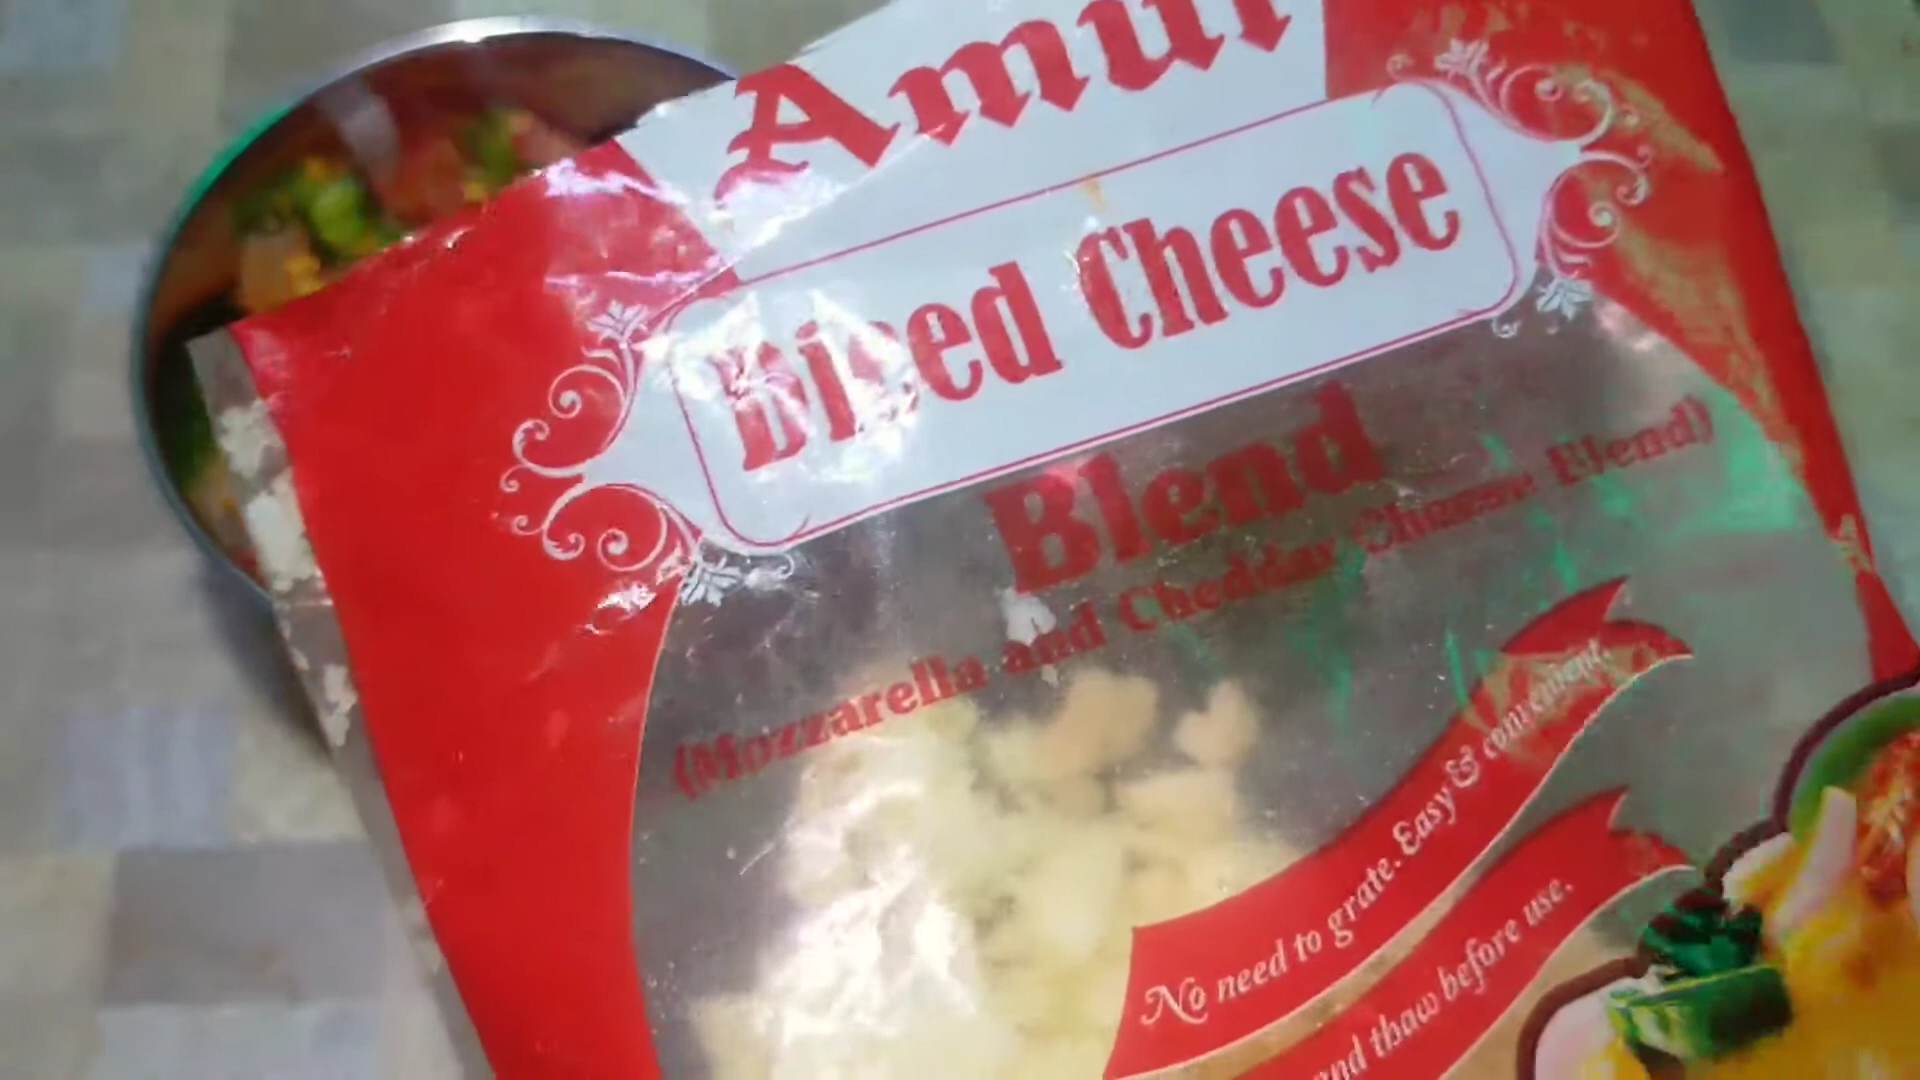 Amul
Diced Cheese
Blend
(Mozzarella and Cheddar Cheese Blend)
No need to grate. Easy & convenient.
and thaw before use.